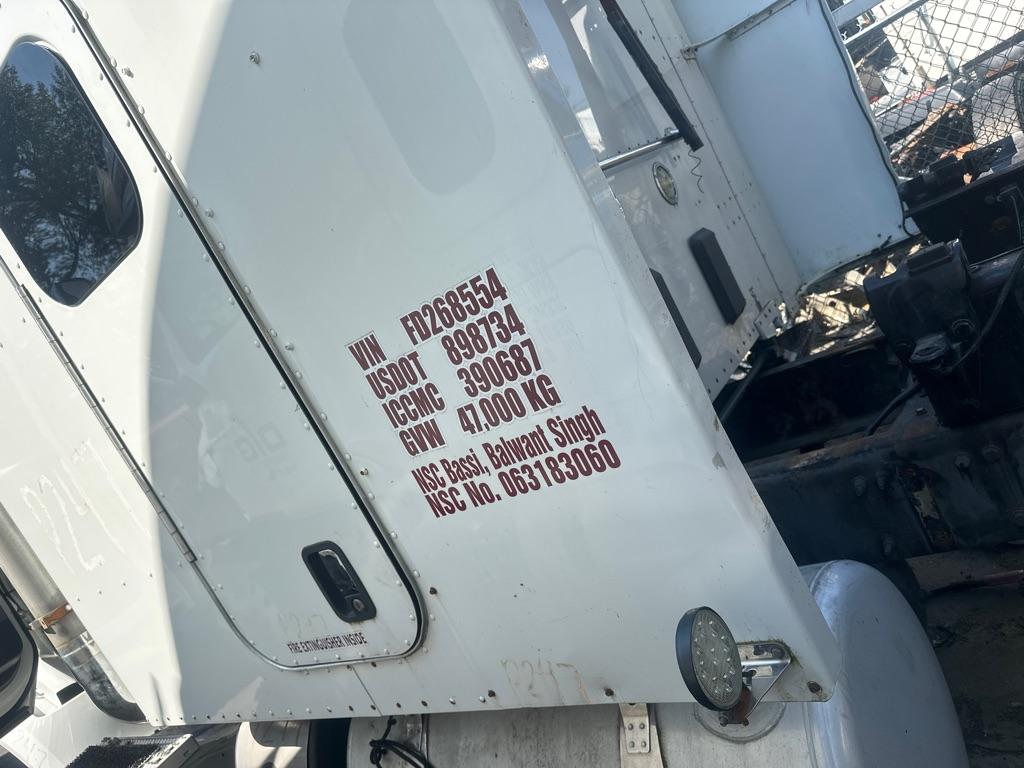 VIN FD268554
USDOT 898734
ICCMC 390687
GVW 47,000 KG
NSC Bassi, Balwant Singh
NSC No. 063183060
FIRE EXTINGUISHER INSIDE